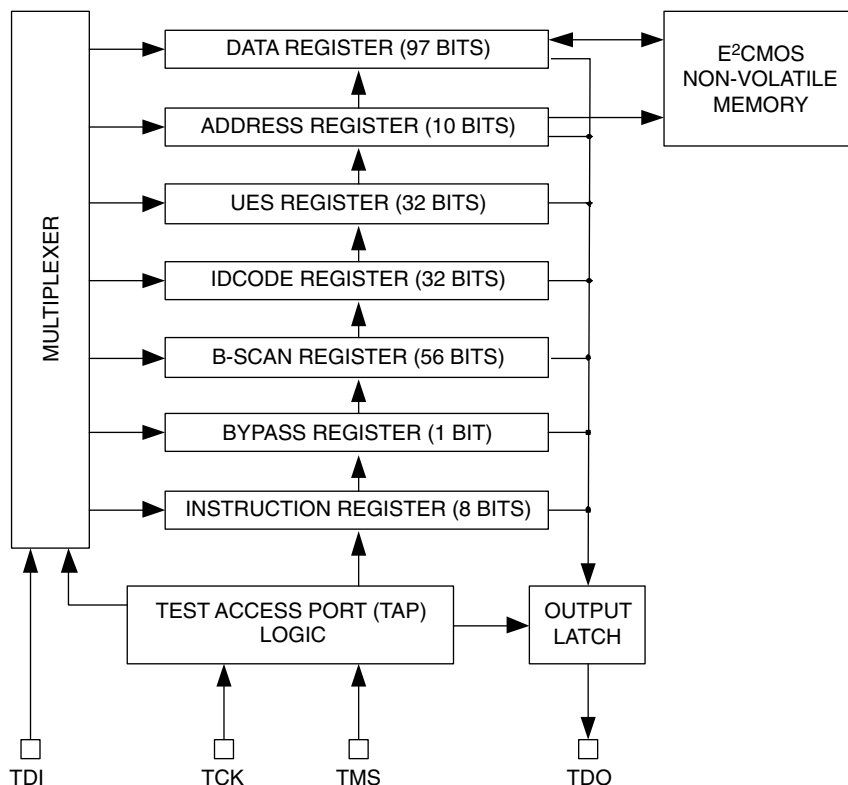 DATA REGISTER (97 BITS)
E²CMOS
NON-VOLATILE
MEMORY
ADDRESS REGISTER (10 BITS)
UES REGISTER (32 BITS)
IDCODE REGISTER (32 BITS)
B-SCAN REGISTER (56 BITS)
BYPASS REGISTER (1 BIT)
INSTRUCTION REGISTER (8 BITS)
MULTIPLEXER
TEST ACCESS PORT (TAP)
LOGIC
OUTPUT
LATCH
TDI
TCK
TMS
TDO